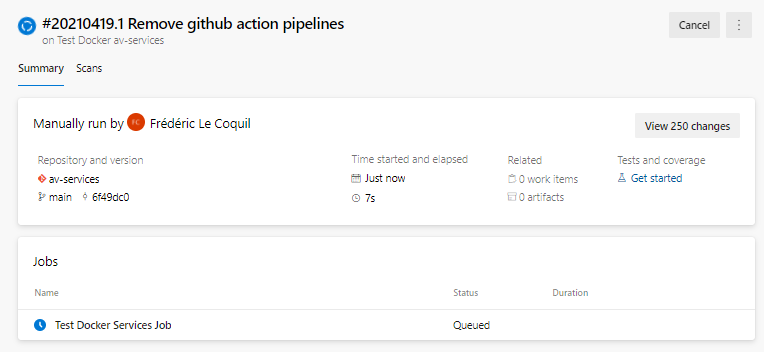 #20210419.1 Remove github action pipelines
on Test Docker av-services
Cancel
Summary Scans
Manually run by FC Frédéric Le Coquil
View 250 changes
Repository and version
av-services
main 6f49dc0
Time started and elapsed
Just now
7s
Related
0 work items
0 artifacts
Tests and coverage
Get started
Jobs
Name Status Duration
Test Docker Services Job Queued